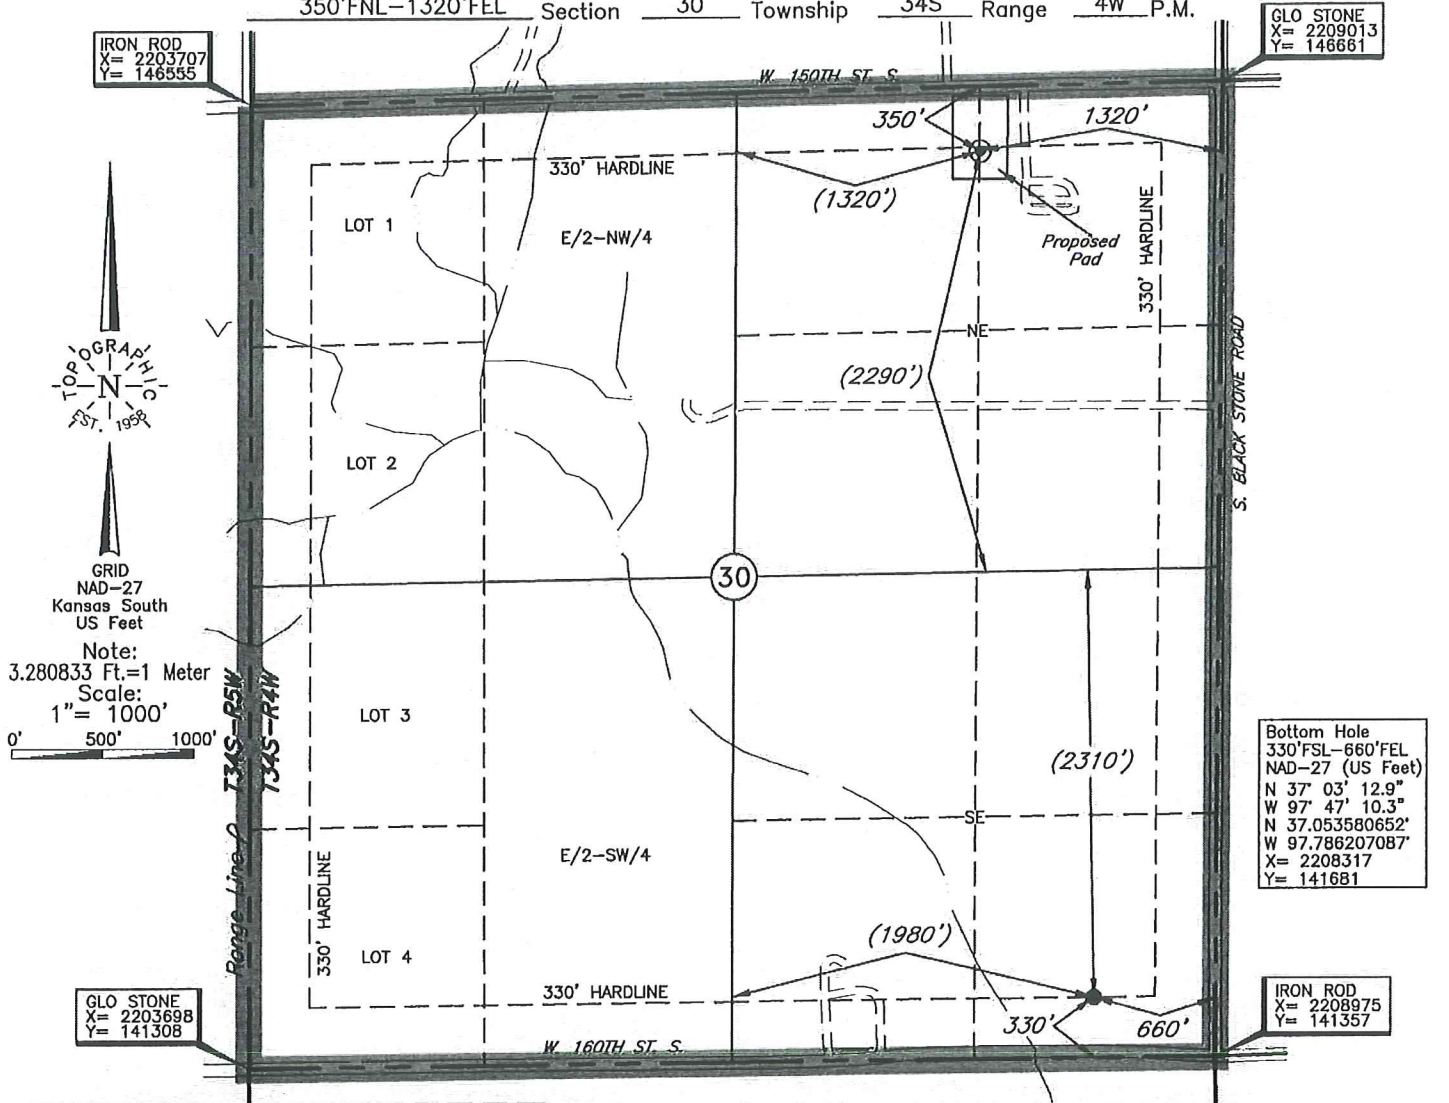 350'FNL-1320'FEL Section 30 Township 34S Range 4W P.M.
IRON ROD
X= 2203707
Y= 146555
GLO STONE
X= 2209013
Y= 146661
W. 150TH ST. S.
350'
1320'
330' HARDLINE
(1320')
LOT 1
E/2-NW/4
Proposed
Pad
330' HARDLINE
NE
TOPOGRAPHIC
N
EST. 1958
(2290')
S. BLACK STONE ROAD
LOT 2
30
GRID
NAD-27
Kansas South
US Feet
Note:
3.280833 Ft.=1 Meter
Scale:
1"= 1000'
0' 500' 1000'
T34S-R5W
T34S-R4W
Range Line
LOT 3
(2310')
SE
Bottom Hole
330'FSL-660'FEL
NAD-27 (US Feet)
N 37° 03' 12.9"
W 97° 47' 10.3"
N 37.053580652°
W 97.786207087°
X= 2208317
Y= 141681
E/2-SW/4
330' HARDLINE
LOT 4
(1980')
330' HARDLINE
330'
660'
GLO STONE
X= 2203698
Y= 141308
IRON ROD
X= 2208975
Y= 141357
W. 160TH ST. S.